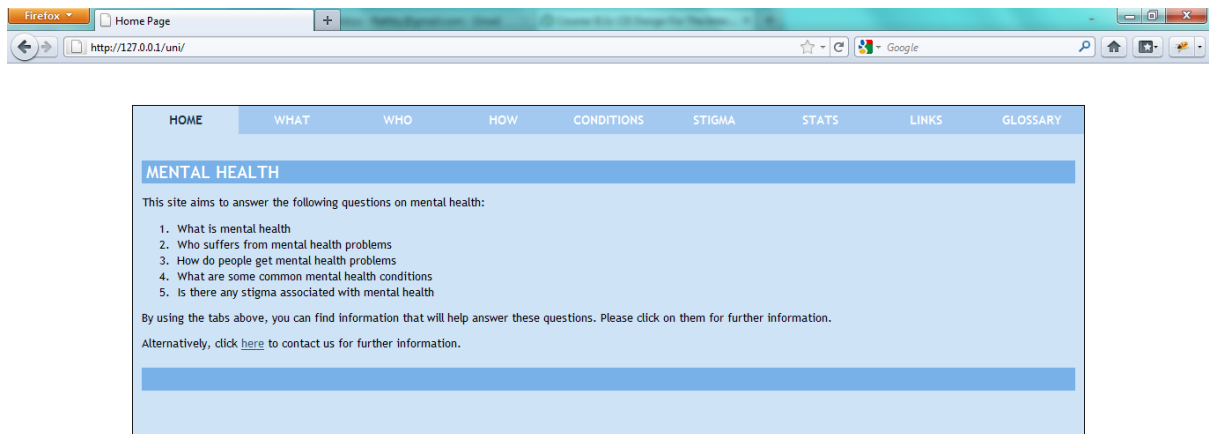 Firefox
Home Page
http://127.0.0.1/uni/
Google
HOME WHAT WHO HOW CONDITIONS STIGMA STATS LINKS GLOSSARY
MENTAL HEALTH
This site aims to answer the following questions on mental health:
1. What is mental health
2. Who suffers from mental health problems
3. How do people get mental health problems
4. What are some common mental health conditions
5. Is there any stigma associated with mental health
By using the tabs above, you can find information that will help answer these questions. Please click on them for further information.
Alternatively, click here to contact us for further information.